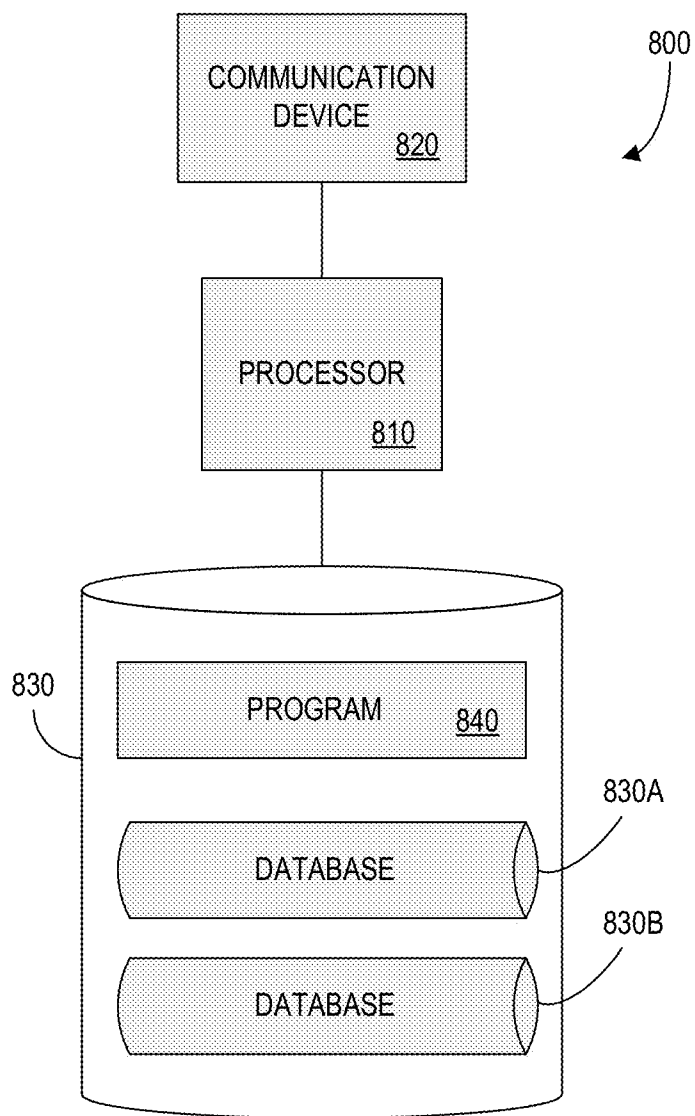 800
COMMUNICATION
DEVICE
820
PROCESSOR
810
830
PROGRAM
840
830A
DATABASE
830B
DATABASE